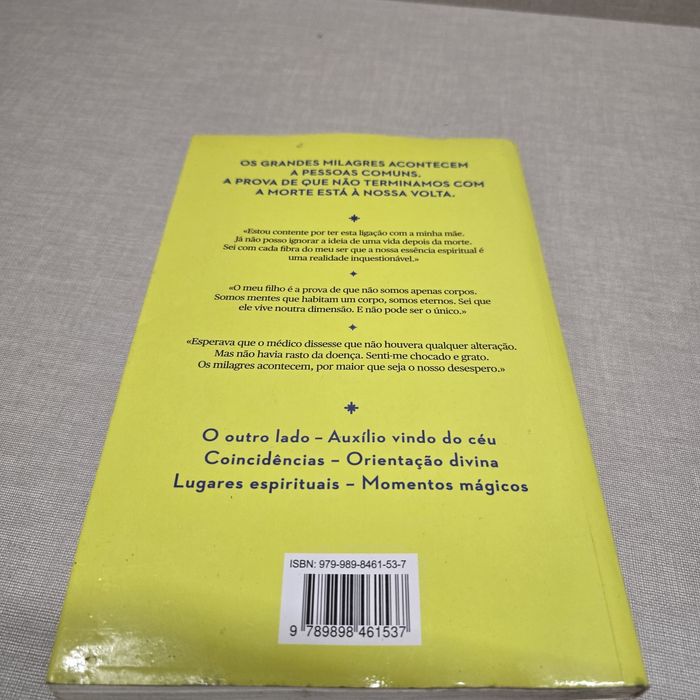 OS GRANDES MILAGRES ACONTECEM
A PESSOAS COMUNS.
A PROVA DE QUE NÃO TERMINAMOS COM
A MORTE ESTÁ À NOSSA VOLTA.
«Estou contente por ter esta ligação com a minha mãe.
Já não posso ignorar a ideia de uma vida depois da morte.
Sei com cada fibra do meu ser que a nossa essência espiritual é
uma realidade inquestionável.»
«O meu filho é a prova de que não somos apenas corpos.
Somos mentes que habitam um corpo, somos eternos. Sei que
ele vive noutra dimensão. E não pode ser o único.»
«Esperava que o médico dissesse que não houvera qualquer alteração.
Mas não havia rasto da doença. Senti-me chocado e grato.
Os milagres acontecem, por maior que seja o nosso desespero.»
O outro lado – Auxílio vindo do céu
Coincidências – Orientação divina
Lugares espirituais – Momentos mágicos
ISBN: 979-989-8461-53-7
9 789898 461537